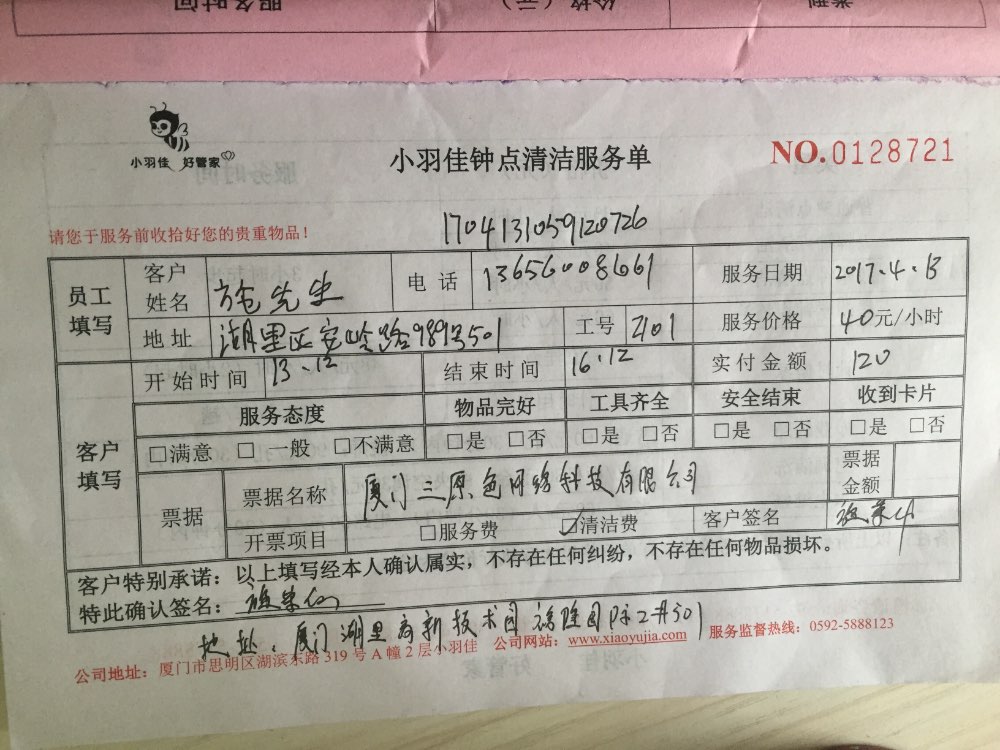 服务时间 价格(元) 类型
小羽佳 好管家
小羽佳钟点清洁服务单
NO.0128721
1704131059120726
请您于服务前收拾好您的贵重物品!
员工填写 客户姓名 施先生 电话 13656008661 服务日期 2017.4.13
地址 湖里区安岭路989号501 工号 2101 服务价格 40元/小时
客户填写 开始时间 13.12 结束时间 16.12 实付金额 120
服务态度 物品完好 工具齐全 安全结束 收到卡片
□满意 □一般 □不满意 □是 □否 □是 □否 □是 □否 □是 □否
票据 票据名称 厦门三原色网络科技有限公司 票据金额
开票项目 □服务费 ☑清洁费 客户签名
客户特别承诺:以上填写经本人确认属实,不存在任何纠纷,不存在任何物品损坏。
特此确认签名:
地址:厦门湖里高新技术园 国际2#501
公司地址:厦门市思明区湖滨东路 319 号 A 幢 2 层小羽佳 公司网站:www.xiaoyujia.com 服务监督热线:0592-5888123